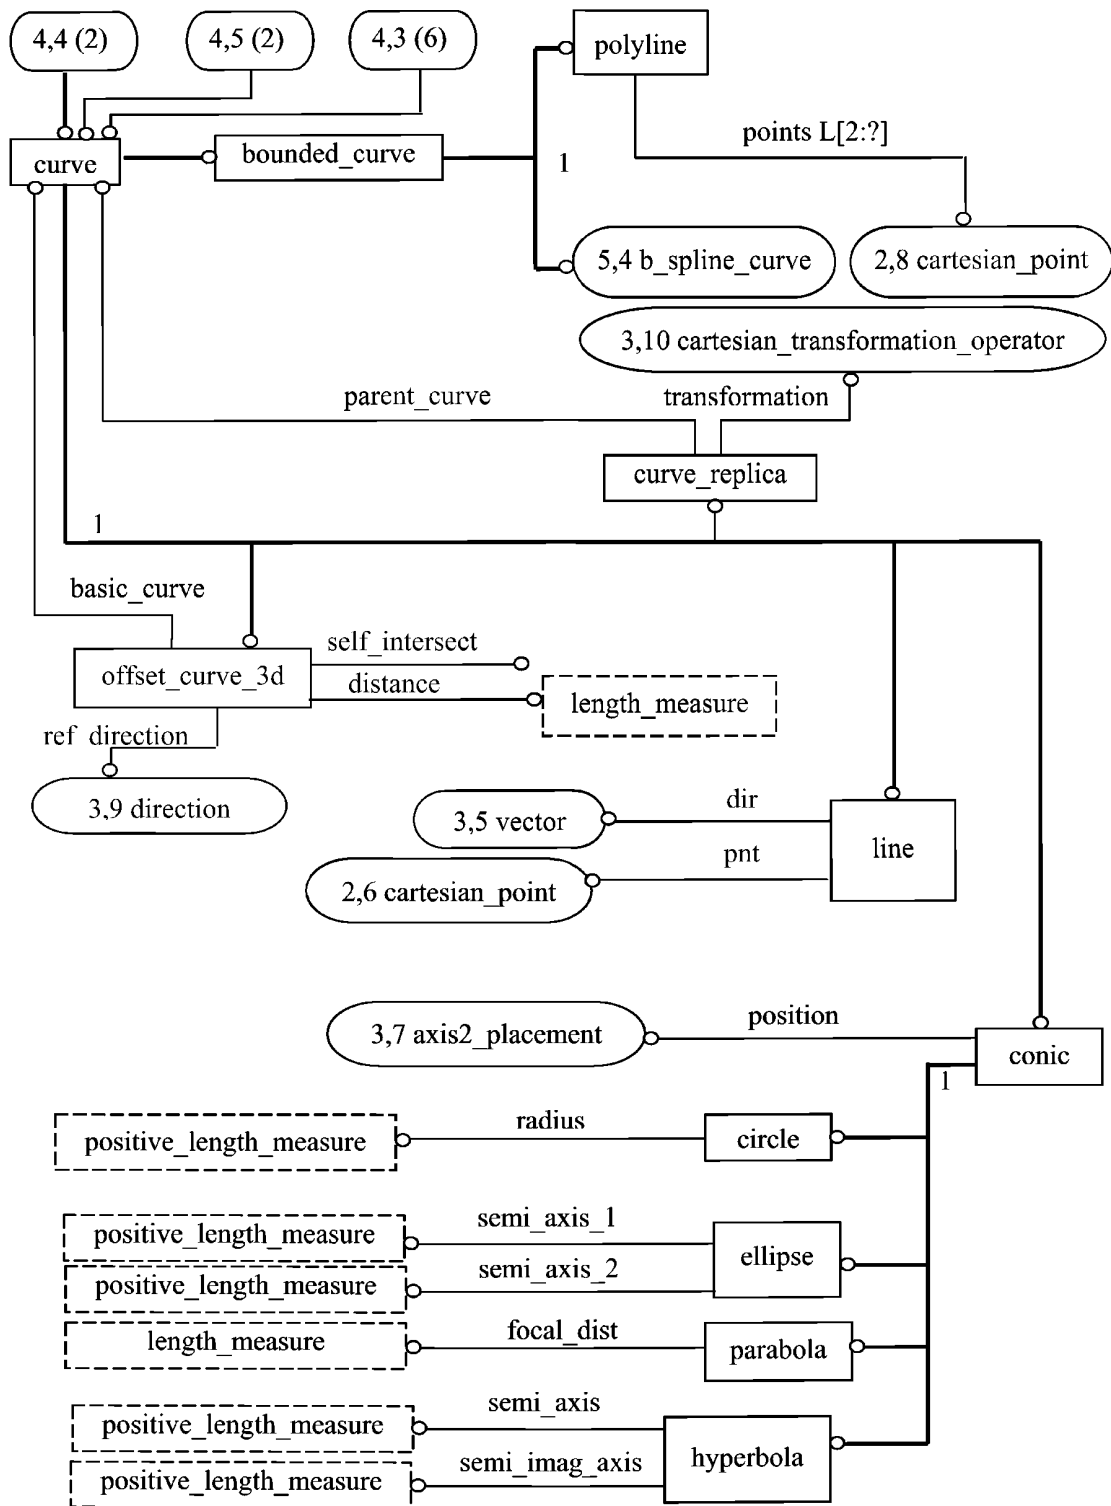 4,4 (2)
4,5 (2)
4,3 (6)
polyline
points L[2:?]
curve
bounded_curve
1
5,4 b_spline_curve
2,8 cartesian_point
3,10 cartesian_transformation_operator
parent_curve
transformation
curve_replica
1
basic_curve
self_intersect
offset_curve_3d
distance
length_measure
ref_direction
3,9 direction
dir
3,5 vector
line
pnt
2,6 cartesian_point
position
3,7 axis2_placement
conic
1
radius
positive_length_measure
circle
semi_axis_1
positive_length_measure
ellipse
semi_axis_2
positive_length_measure
focal_dist
length_measure
parabola
semi_axis
positive_length_measure
hyperbola
semi_imag_axis
positive_length_measure